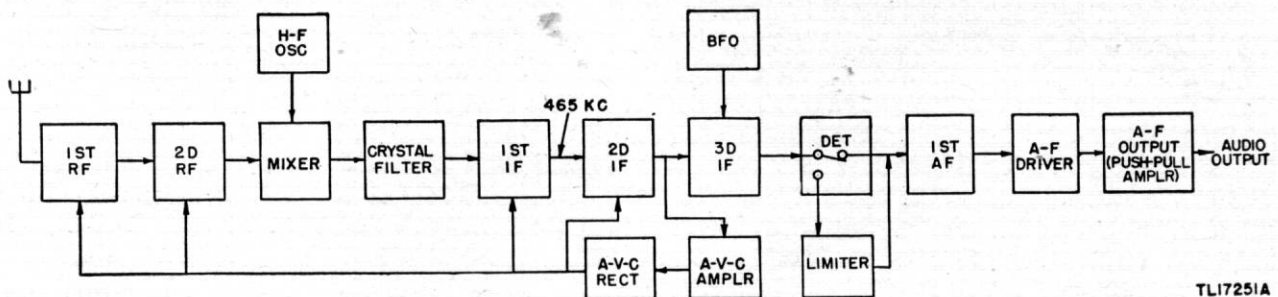 H-F
OSC
BFO
465 KC
1ST
RF
2D
RF
MIXER
CRYSTAL
FILTER
1ST
IF
2D
IF
3D
IF
DET
1ST
AF
A-F
DRIVER
A-F
OUTPUT
(PUSH-PULL
AMPLR)
AUDIO
OUTPUT
A-V-C
RECT
A-V-C
AMPLR
LIMITER
TL17251A